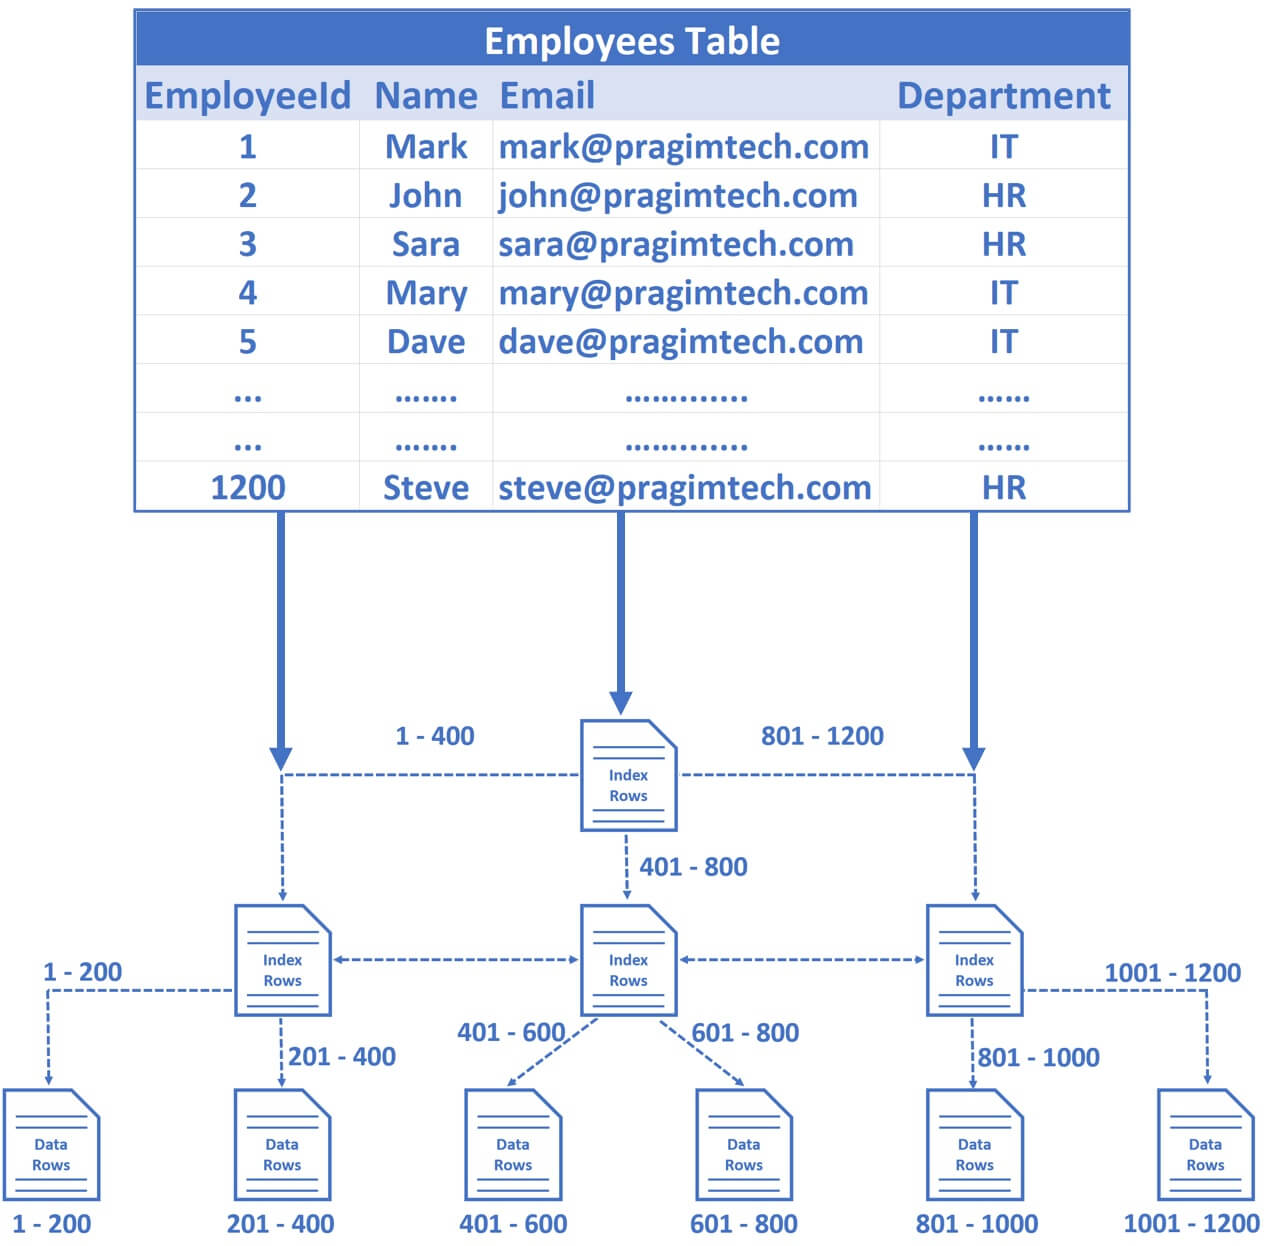 Employees Table
EmployeeId Name Email Department
1 Mark mark@pragimtech.com IT
2 John john@pragimtech.com HR
3 Sara sara@pragimtech.com HR
4 Mary mary@pragimtech.com IT
5 Dave dave@pragimtech.com IT
... ....... ............ ......
... ....... ............ ......
1200 Steve steve@pragimtech.com HR
1 - 400
801 - 1200
Index
Rows
401 - 800
Index
Rows
Index
Rows
Index
Rows
1 - 200
1001 - 1200
201 - 400
401 - 600
601 - 800
801 - 1000
Data
Rows
Data
Rows
Data
Rows
Data
Rows
Data
Rows
Data
Rows
1 - 200
201 - 400
401 - 600
601 - 800
801 - 1000
1001 - 1200